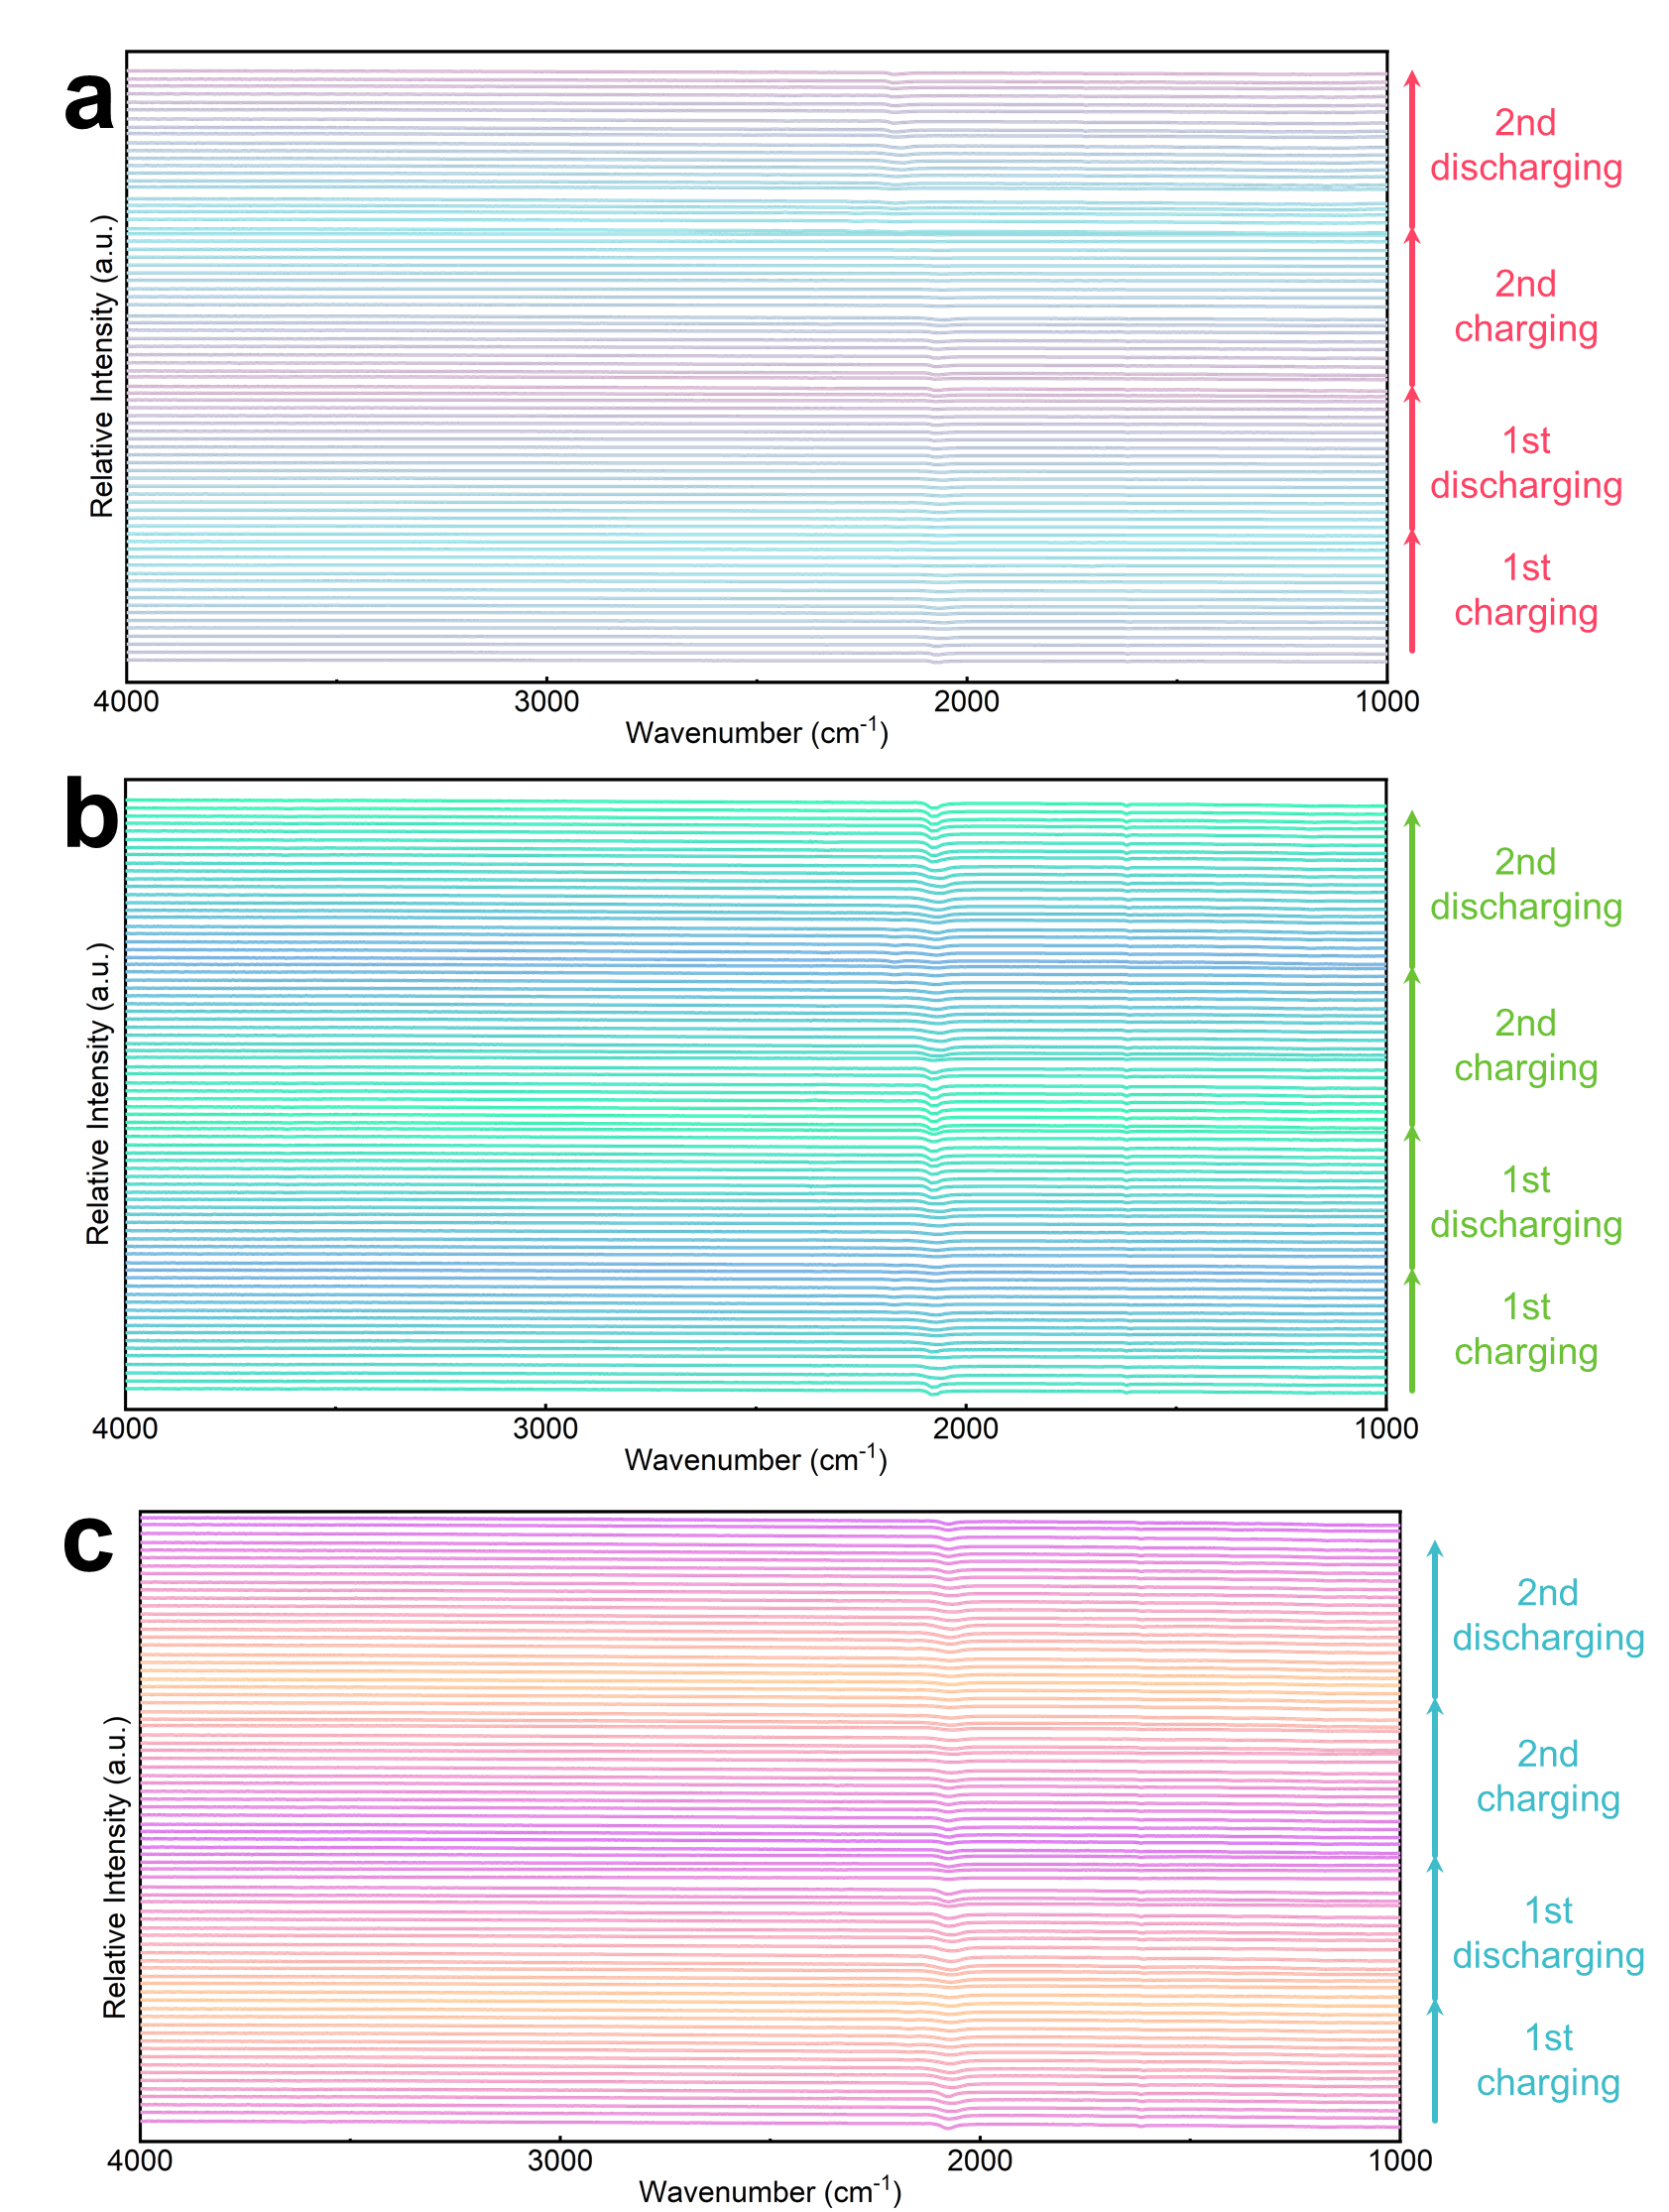 a
Relative Intensity (a.u.)
2nd
discharging
2nd
charging
1st
discharging
1st
charging
4000 3000 2000 1000
Wavenumber (cm⁻¹)
b
Relative Intensity (a.u.)
2nd
discharging
2nd
charging
1st
discharging
1st
charging
4000 3000 2000 1000
Wavenumber (cm⁻¹)
c
Relative Intensity (a.u.)
2nd
discharging
2nd
charging
1st
discharging
1st
charging
4000 3000 2000 1000
Wavenumber (cm⁻¹)